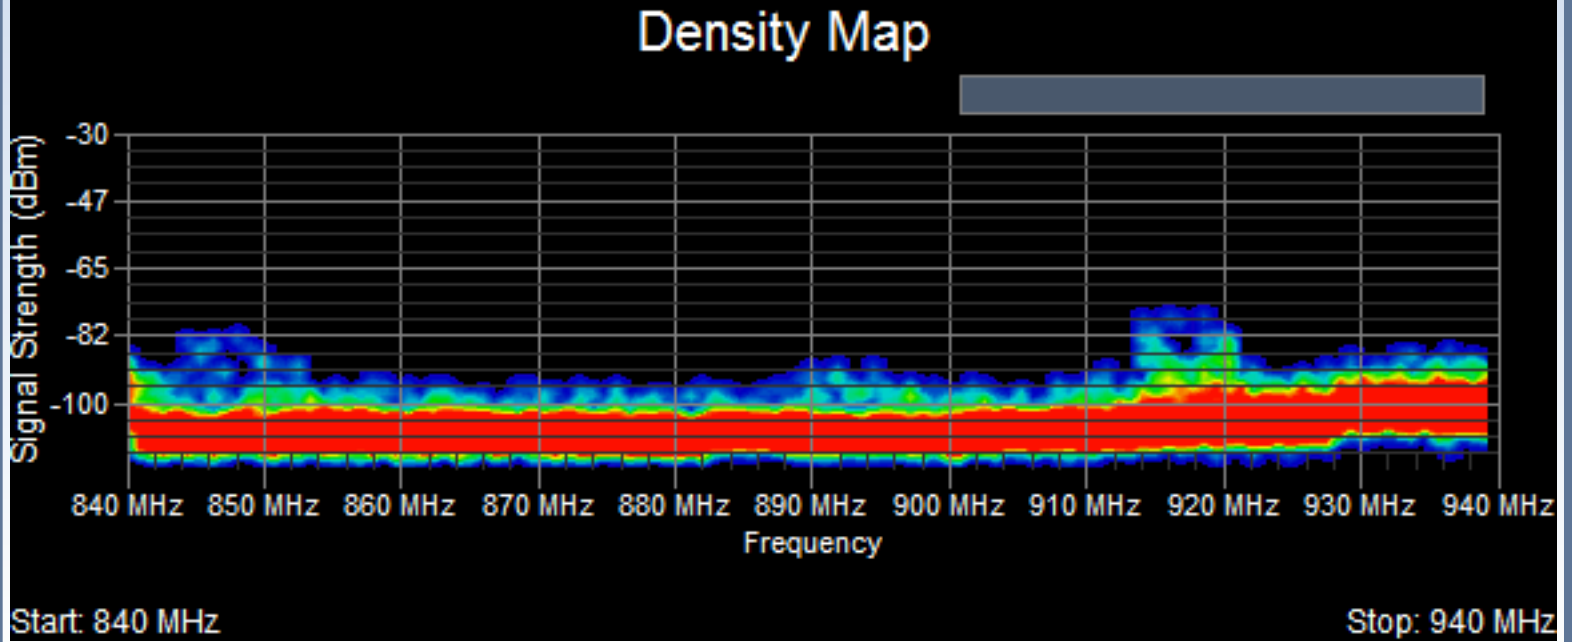 Density Map
Signal Strength (dBm)
-30
-47
-65
-82
-100
840 MHz 850 MHz 860 MHz 870 MHz 880 MHz 890 MHz 900 MHz 910 MHz 920 MHz 930 MHz 940 MHz
Frequency
Start: 840 MHz Stop: 940 MHz